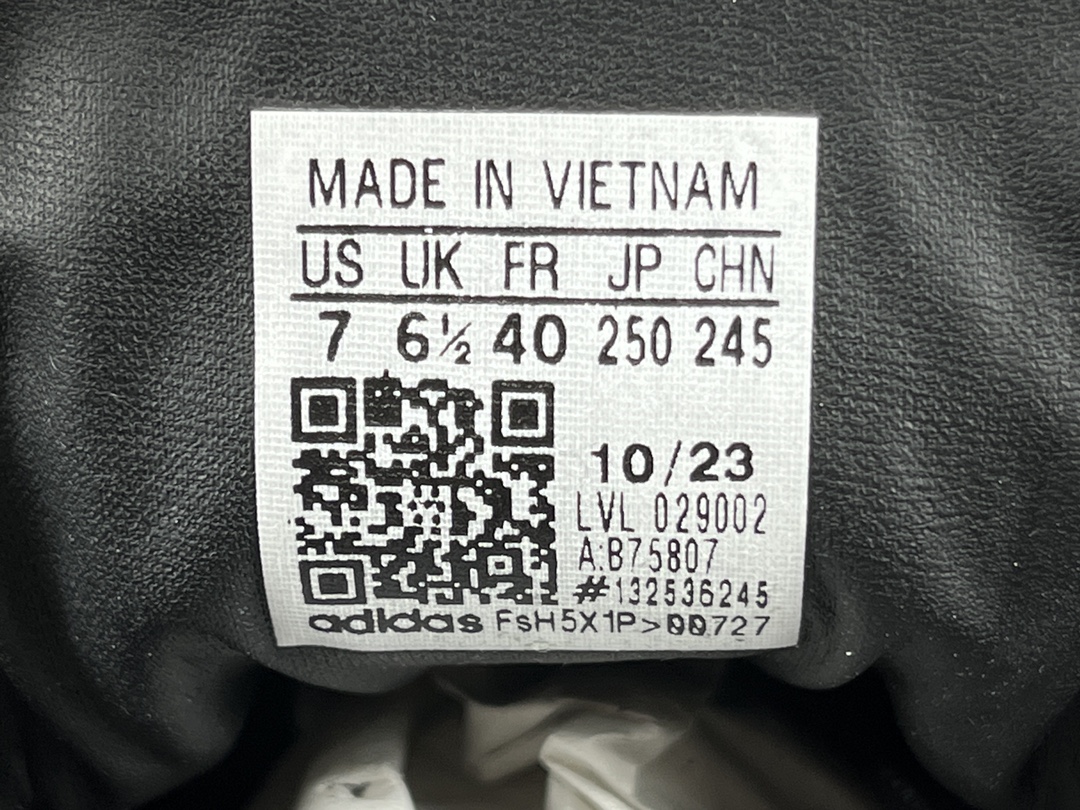 MADE IN VIETNAM
US UK FR JP CHN
7 6½ 40 250 245
10/23
LVL 029002
A:B75807
#132536245
adidas FsH5X1P>00727